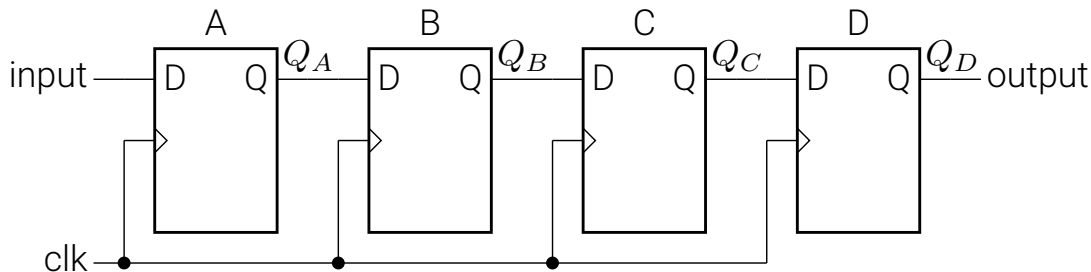 A B C D
input D Q Q_A D Q Q_B D Q Q_C D Q Q_D output
clk